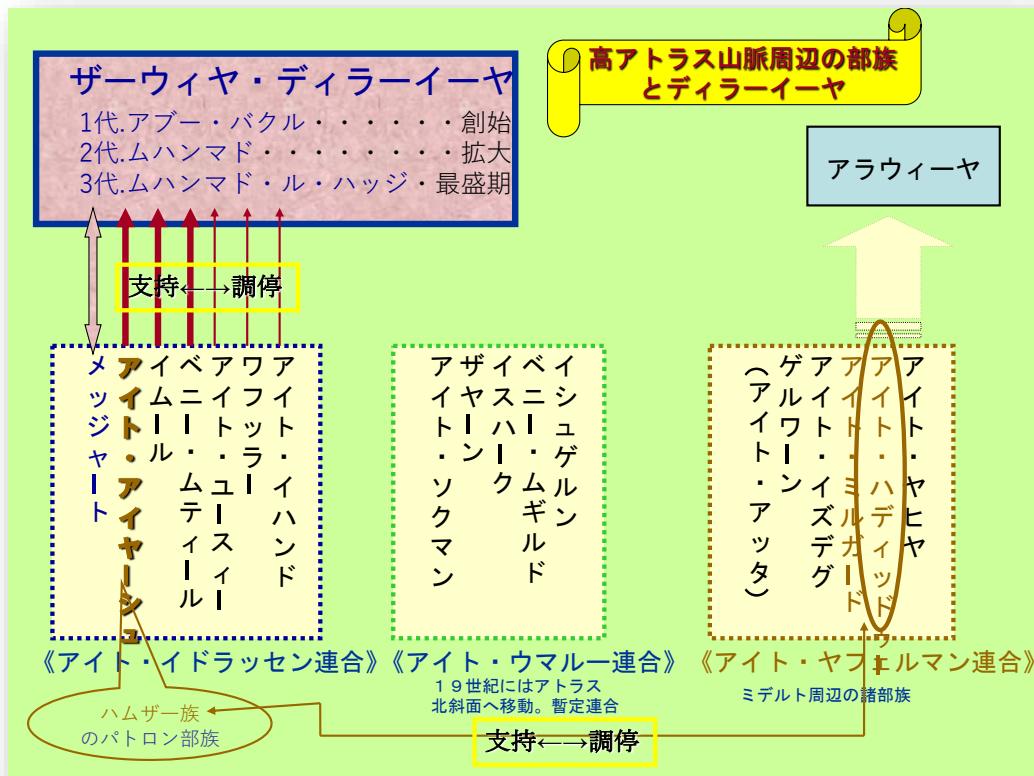 高アトラス山脈周辺の部族
とディラーイーヤ
ザーウィヤ・ディラーイーヤ
1代.アブー・バクル・・・・・・創始
2代.ムハンマド・・・・・・・・拡大
3代.ムハンマド・ル・ハッジ・最盛期
アラウィーヤ
支持←→調停
アイト・イハンド
ワフッラー
アイト・ユースィー
ベニー・ムティール
イムール
アイト・アイヤーシュ
メッジャート
イシュゲルン
ベニー・ムギルド
イスハーク
ザヤーン
アイト・ソクマン
アイト・ヤヒヤ
アイト・ハディッドゥー
アイト・ミルガード
アイト・イズデグ
ゲルワーン
（アイト・アッタ）
《アイト・イドラッセン連合》
《アイト・ウマルー連合》
１９世紀にはアトラス
北斜面へ移動。暫定連合
《アイト・ヤフェルマン連合》
ミデルト周辺の諸部族
ハムザー族
のパトロン部族
支持←→調停